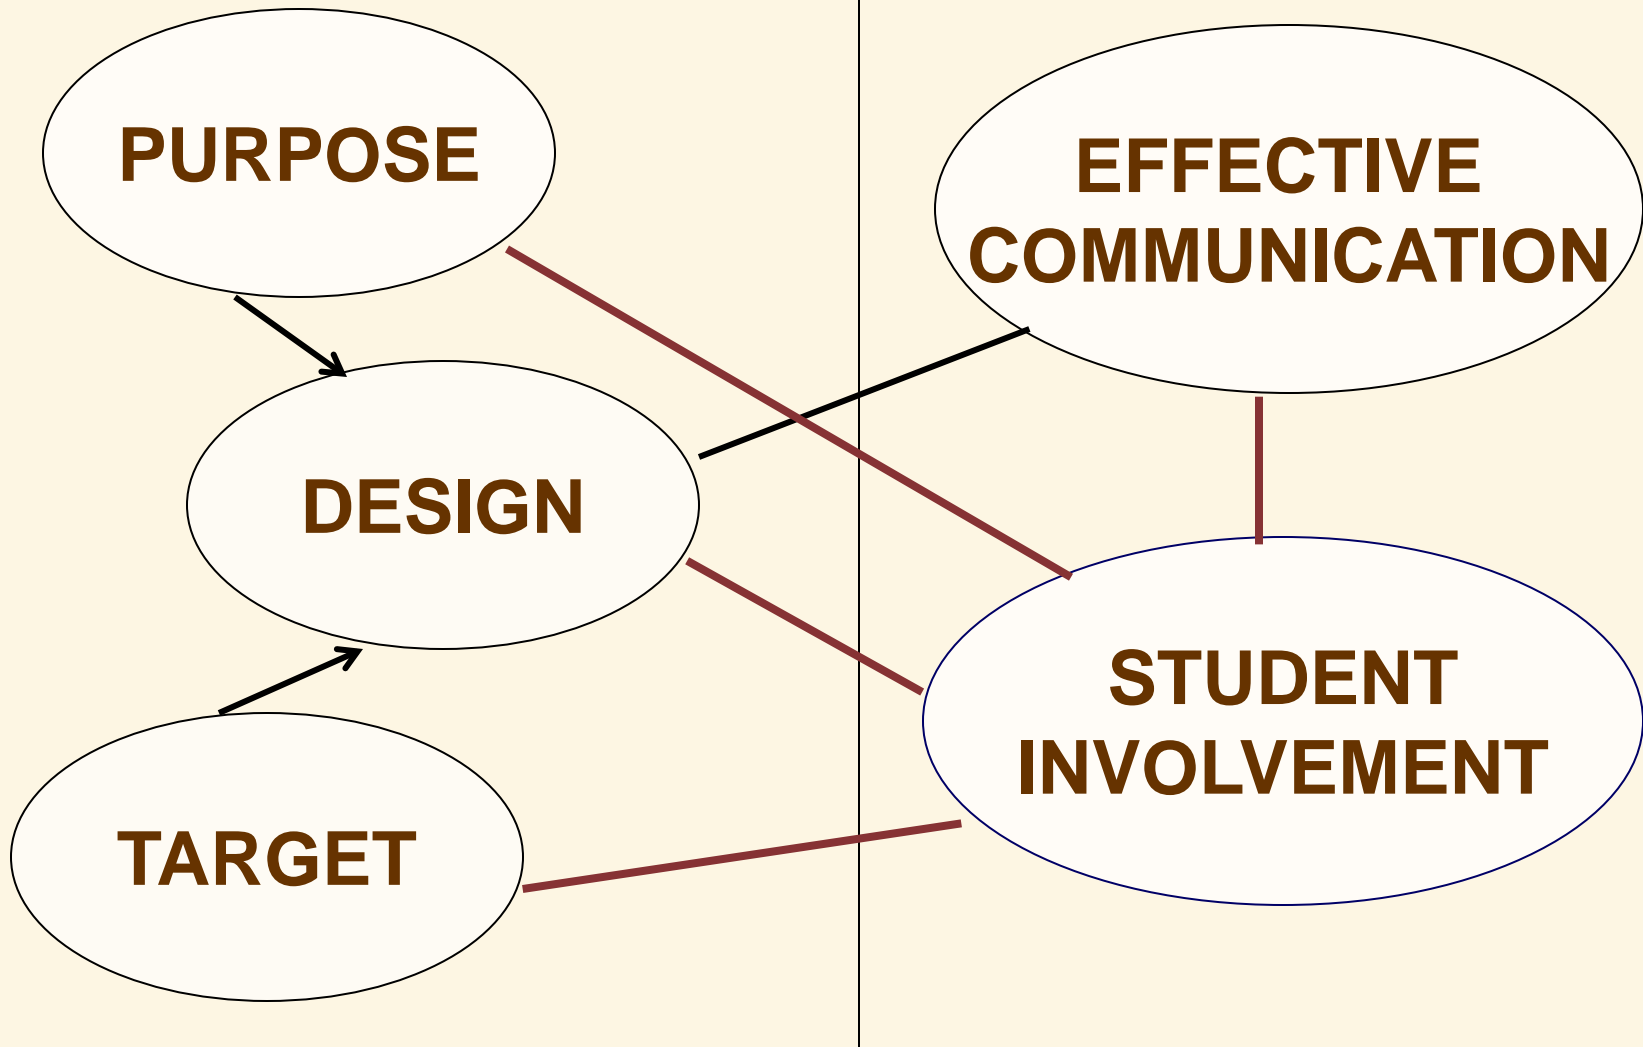 PURPOSE
DESIGN
TARGET
EFFECTIVE
COMMUNICATION
STUDENT
INVOLVEMENT